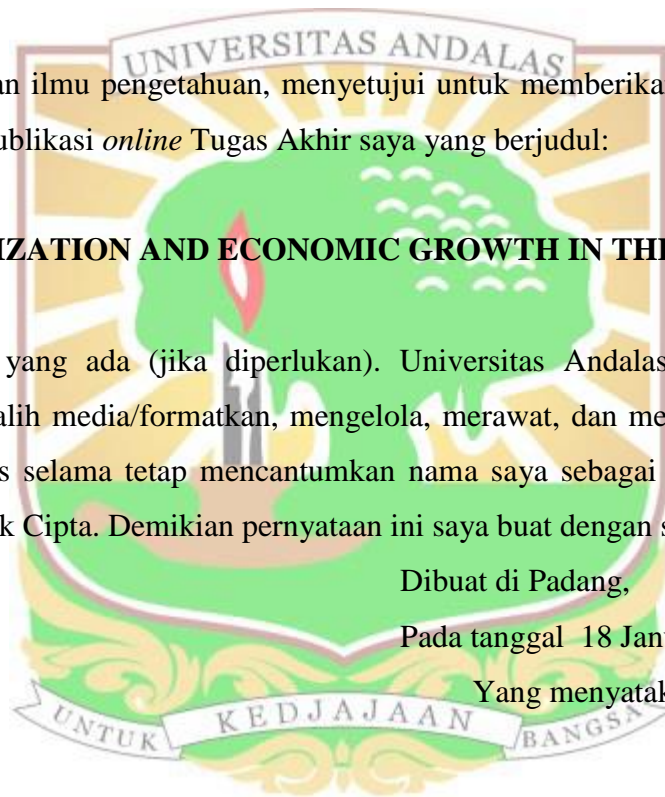 UNIVERSITAS ANDALAS
an ilmu pengetahuan, menyetujui untuk memberika
ublikasi online Tugas Akhir saya yang berjudul:
IZATION AND ECONOMIC GROWTH IN THE
yang ada (jika diperlukan). Universitas Andalas
alih media/formatkan, mengelola, merawat, dan me
s selama tetap mencantumkan nama saya sebagai
k Cipta. Demikian pernyataan ini saya buat dengan s
Dibuat di Padang,
Pada tanggal 18 Janu
Yang menyatak
UNTUK KEDJAJAAN BANGSA